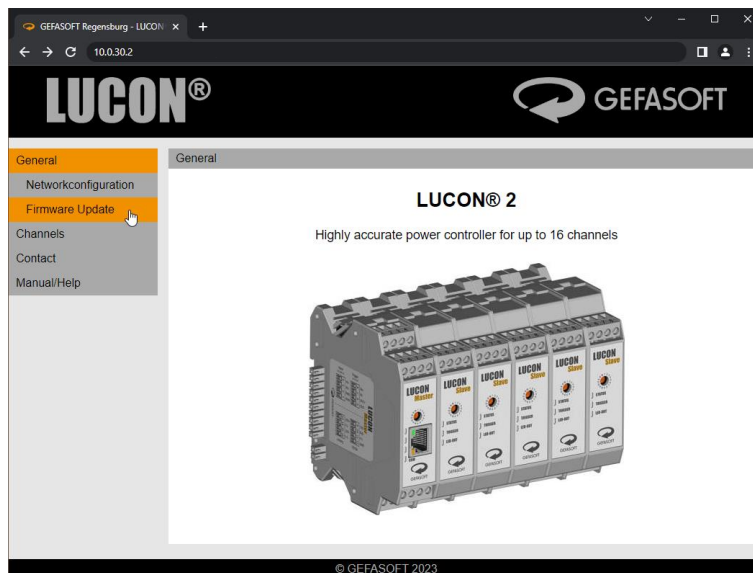 GEFASOFT Regensburg - LUCON
10.0.30.2
LUCON®
GEFASOFT
General
Networkconfiguration
Firmware Update
Channels
Contact
Manual/Help
General
LUCON® 2
Highly accurate power controller for up to 16 channels
LUCON Master
LUCON Slave
LUCON Slave
LUCON Slave
LUCON Slave
LUCON Slave
LUCON
© GEFASOFT 2023